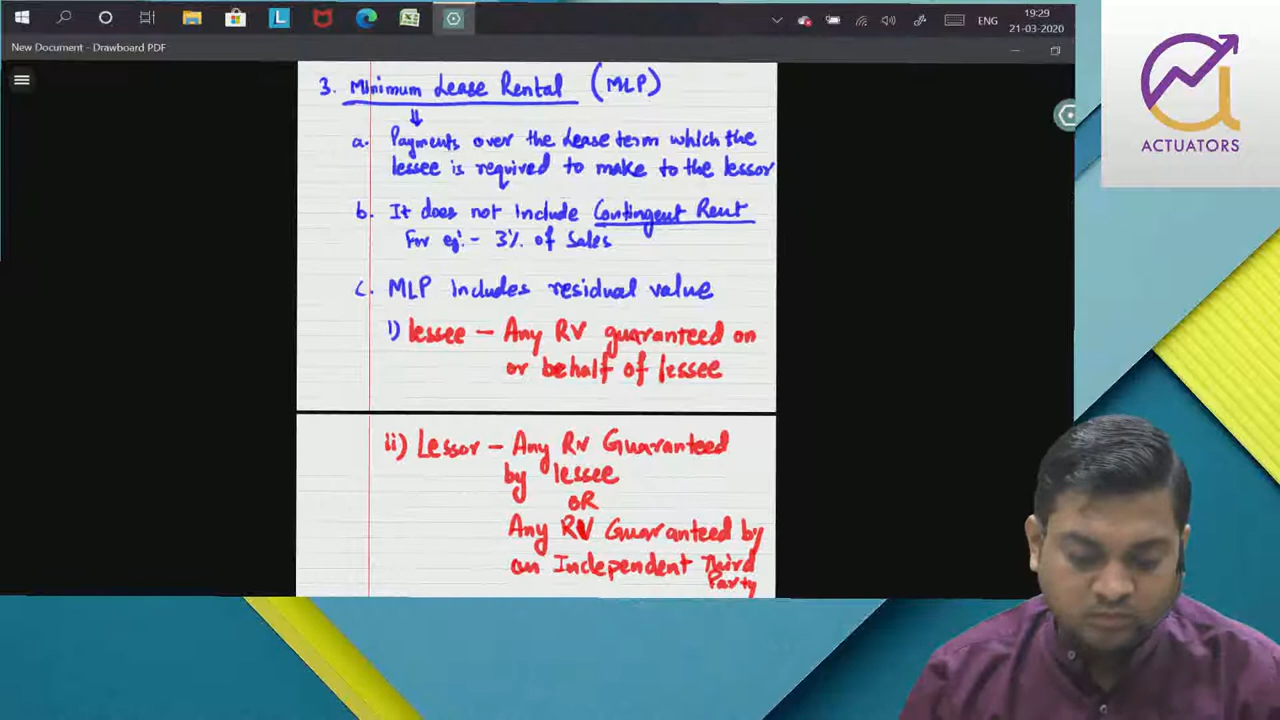 19:29
ENG
21-03-2020
New Document - Drawboard PDF
ACTUATORS
3. Minimum Lease Rental (MLP)
a. Payments over the Lease term which the
lessee is required to make to the lessor
b. It does not include Contingent Rent
For eg:- 3% of Sales
c. MLP includes residual value
i) lessee - Any RV guaranteed on
or behalf of lessee
ii) Lessor - Any RV Guaranteed
by lessee
OR
Any RV Guaranteed by
an Independent Third
Party